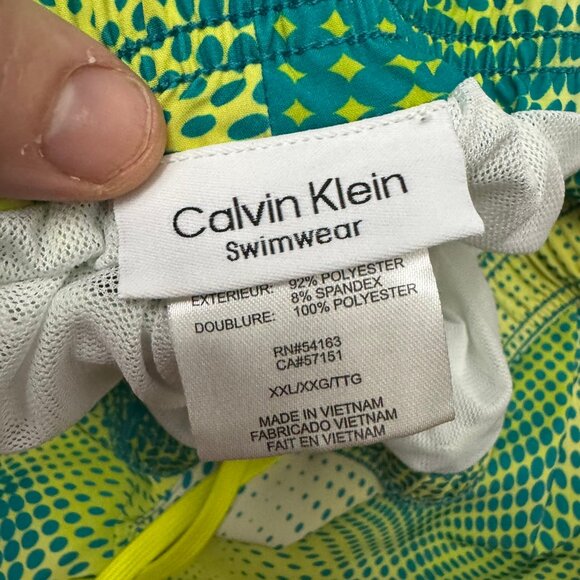 Calvin Klein
Swimwear
EXTERIEUR: 92% POLYESTER
8% SPANDEX
DOUBLURE: 100% POLYESTER
RN#54163
CA#57151
XXL/XXG/TTG
MADE IN VIETNAM
FABRICADO VIETNAM
FAIT EN VIETNAM